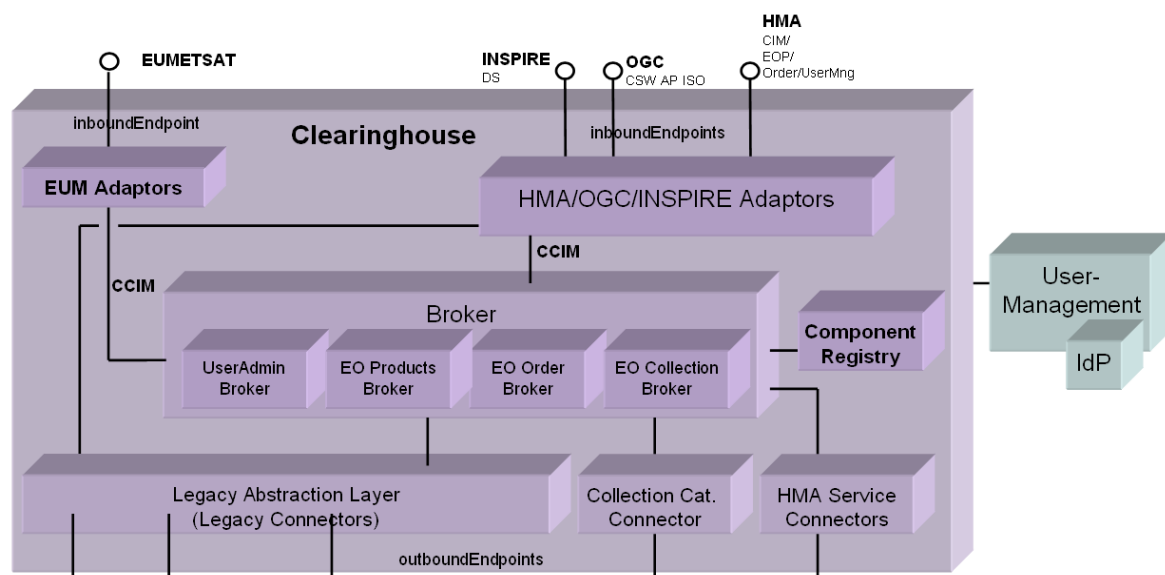 HMA
CIM/
EOP/
Order/UserMng
EUMETSAT
INSPIRE
DS
OGC
CSW AP ISO
inboundEndpoint
Clearinghouse
inboundEndpoints
EUM Adaptors
HMA/OGC/INSPIRE Adaptors
CCIM
CCIM
User-
Management
IdP
Broker
Component
Registry
UserAdmin
Broker
EO Products
Broker
EO Order
Broker
EO Collection
Broker
Legacy Abstraction Layer
(Legacy Connectors)
Collection Cat.
Connector
HMA Service
Connectors
outboundEndpoints